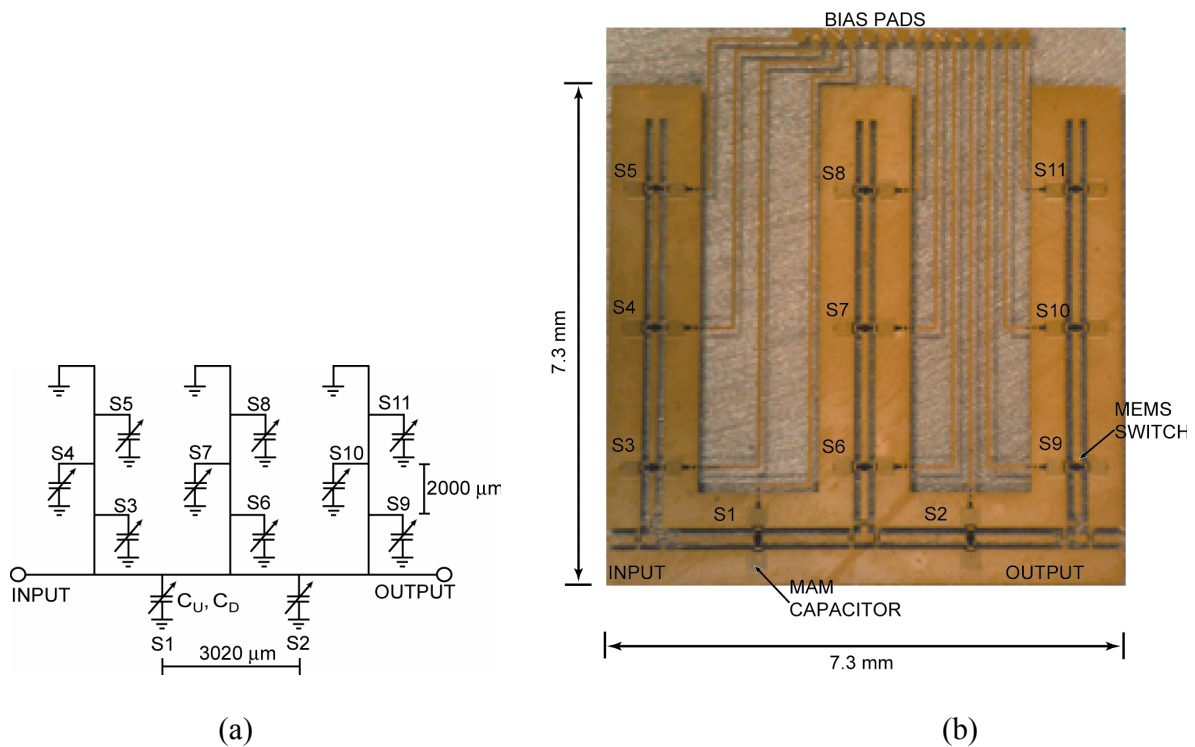 BIAS PADS
S5
S8
S11
S4
S7
S10
S3
S6
S9
MEMS
SWITCH
S1
S2
INPUT
MAM
CAPACITOR
OUTPUT
7.3 mm
7.3 mm
S5
S8
S11
S4
S7
S10
S3
S6
S9
2000 μm
INPUT
C_U, C_D
OUTPUT
S1
S2
3020 μm
(a)
(b)